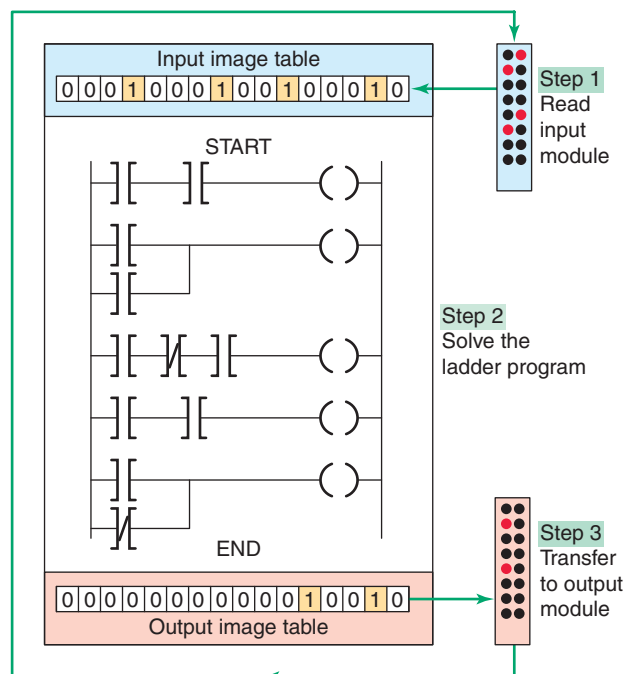 Input image table
0 0 0 1 0 0 0 1 0 0 1 0 0 0 1 0
Step 1
Read
input
module
START
Step 2
Solve the
ladder program
END
0 0 0 0 0 0 0 0 0 0 0 1 0 0 1 0
Output image table
Step 3
Transfer
to output
module